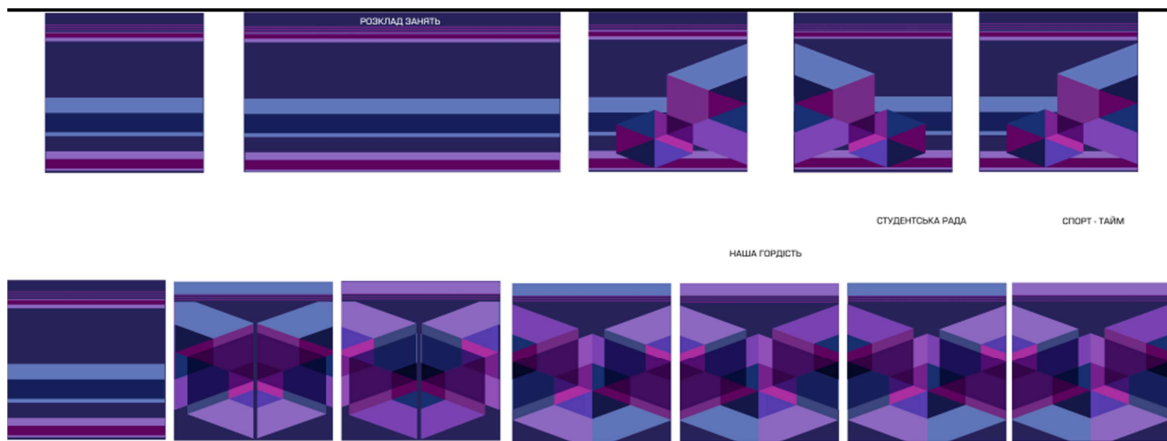 РОЗКЛАД ЗАНЯТЬ
СТУДЕНТСЬКА РАДА
СПОРТ - ТАЙМ
НАША ГОРДІСТЬ